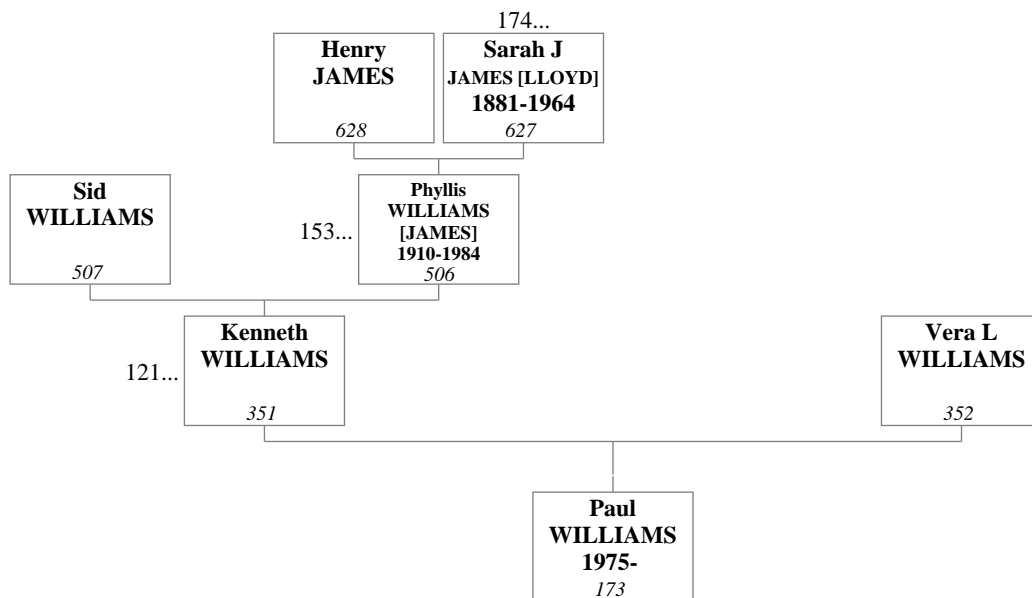 174...
Henry
JAMES
628
Sarah J
JAMES [LLOYD]
1881-1964
627
Sid
WILLIAMS
507
153...
Phyllis
WILLIAMS
[JAMES]
1910-1984
506
121...
Kenneth
WILLIAMS
351
Vera L
WILLIAMS
352
Paul
WILLIAMS
1975-
173